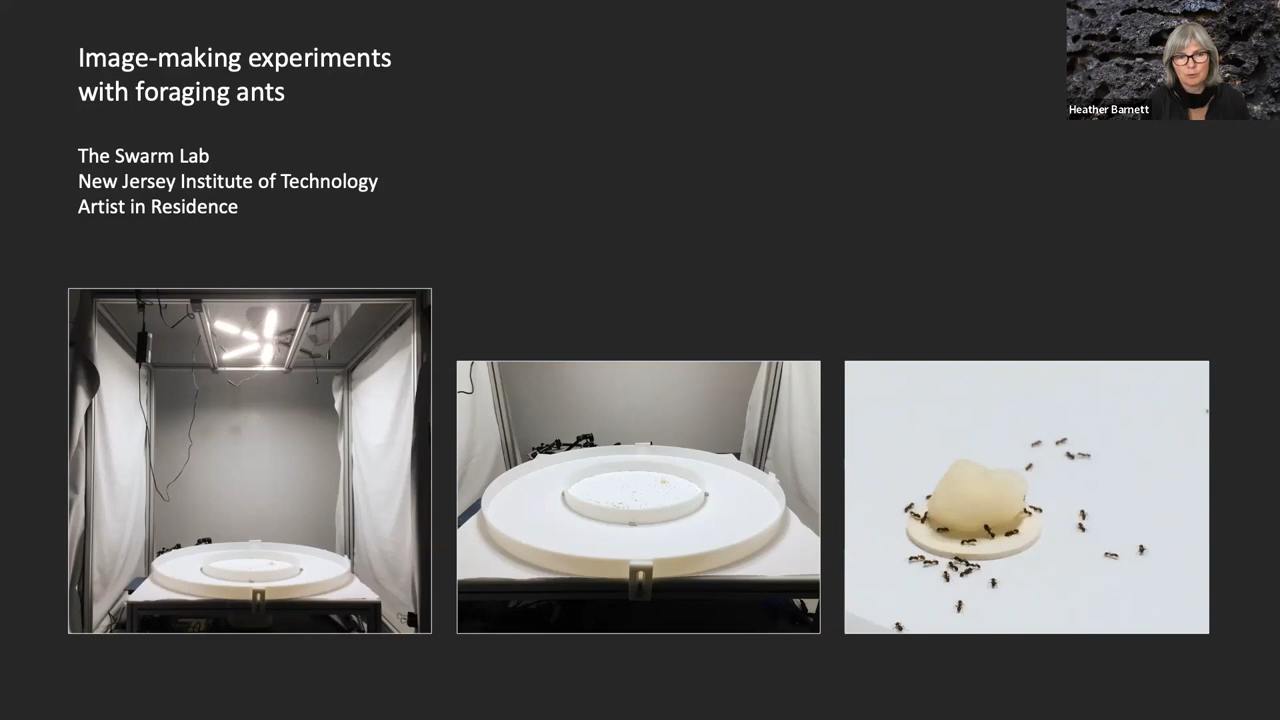 Image-making experiments
with foraging ants
The Swarm Lab
New Jersey Institute of Technology
Artist in Residence
Heather Barnett